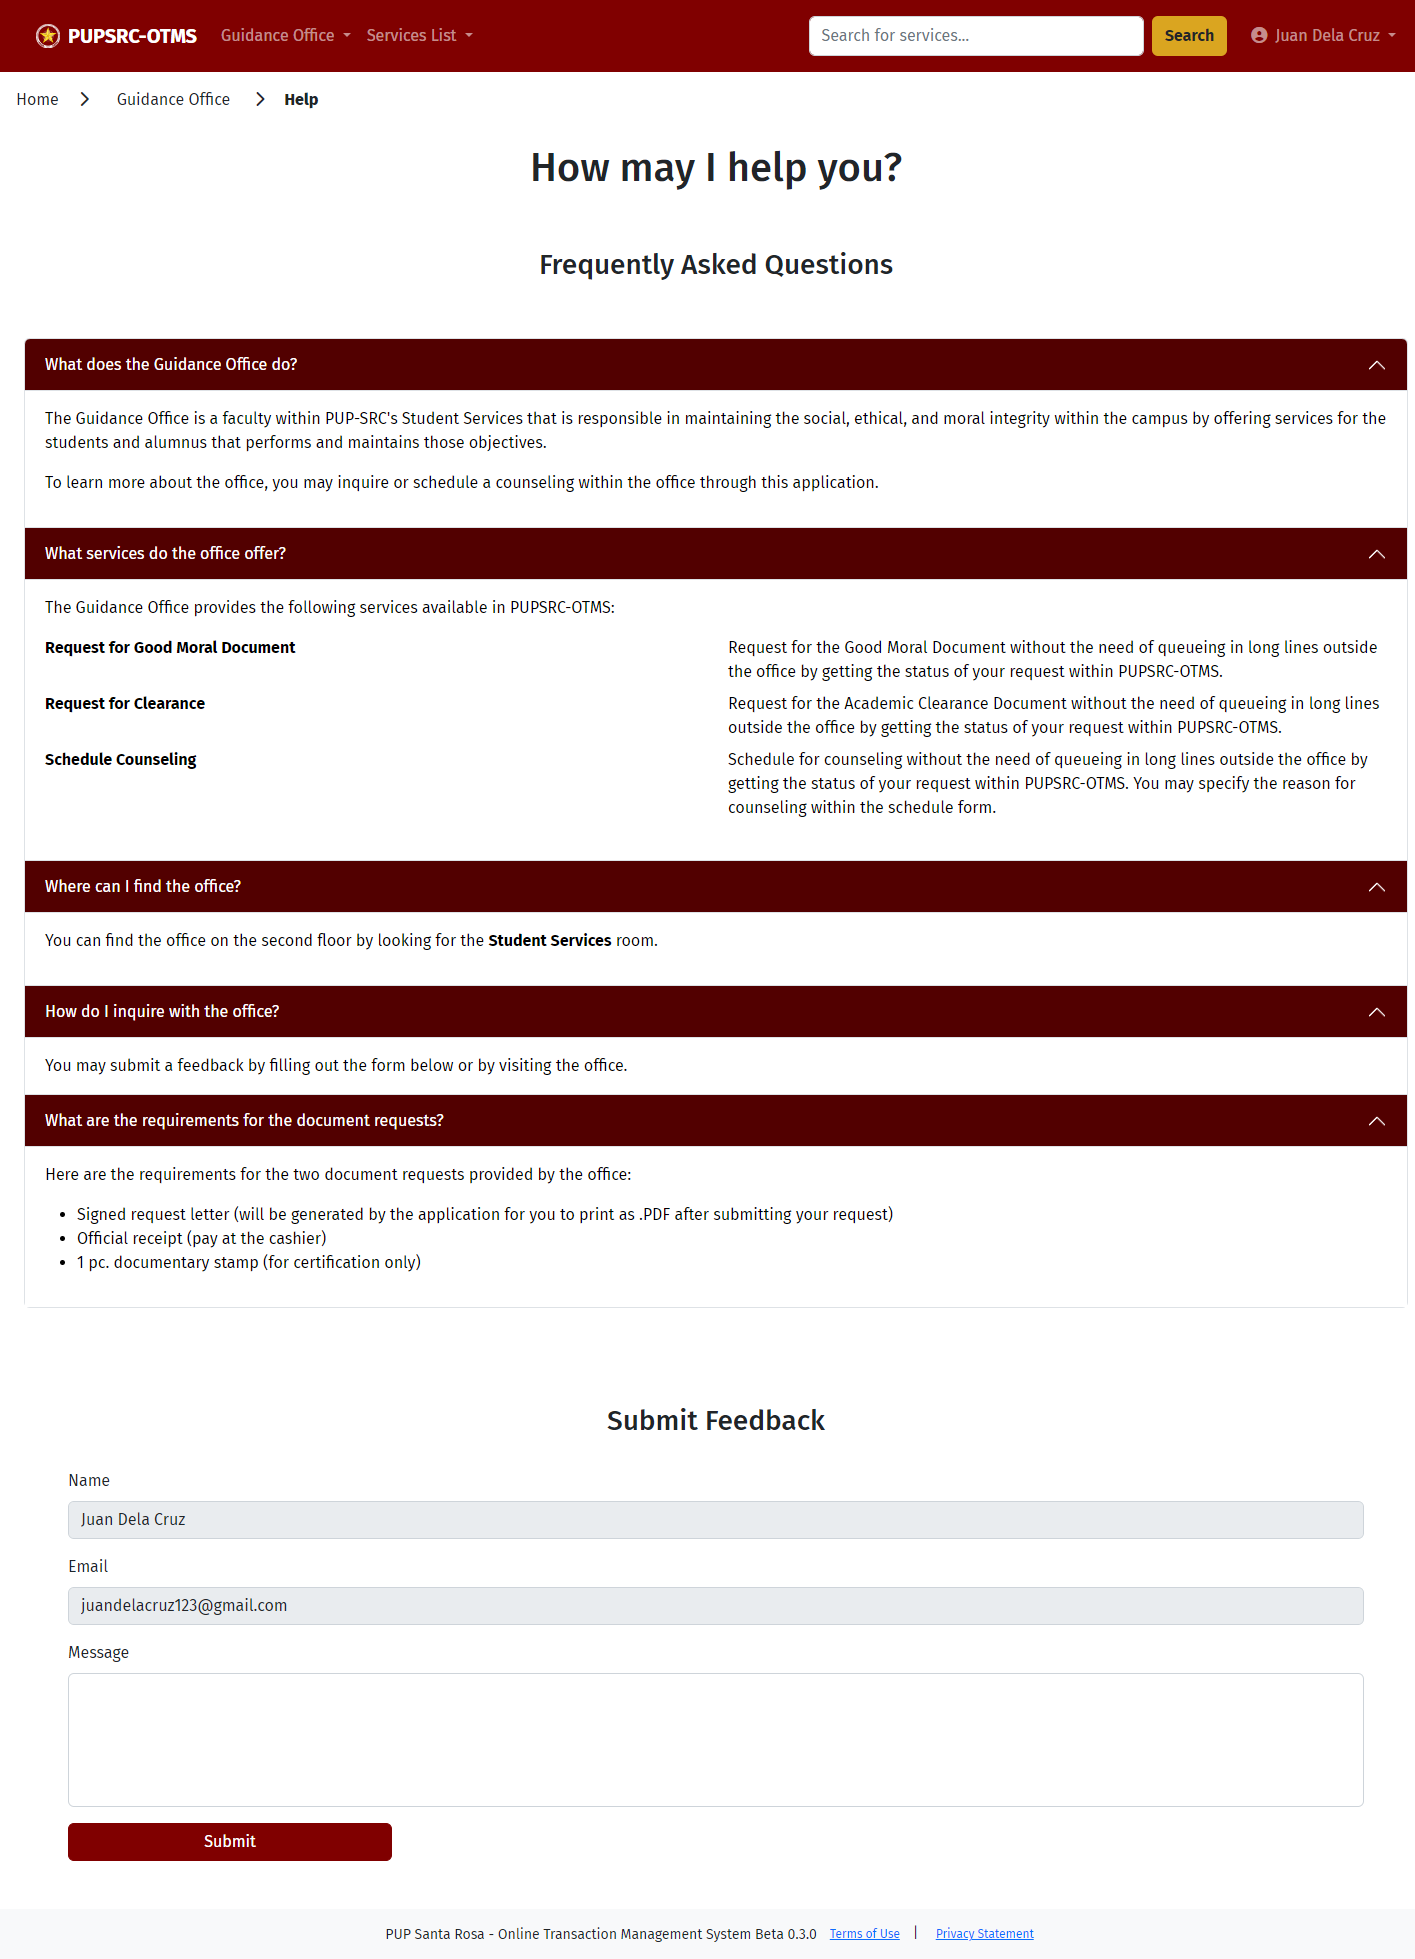 PUPSRC-OTMS Guidance Office Services List Search for services... Search Juan Dela Cruz
Home Guidance Office Help
How may I help you?
Frequently Asked Questions
What does the Guidance Office do?
The Guidance Office is a faculty within PUP-SRC's Student Services that is responsible in maintaining the social, ethical, and moral integrity within the campus by offering services for the
students and alumnus that performs and maintains those objectives.
To learn more about the office, you may inquire or schedule a counseling within the office through this application.
What services do the office offer?
The Guidance Office provides the following services available in PUPSRC-OTMS:
Request for Good Moral Document
Request for the Good Moral Document without the need of queueing in long lines outside
the office by getting the status of your request within PUPSRC-OTMS.
Request for Clearance
Request for the Academic Clearance Document without the need of queueing in long lines
outside the office by getting the status of your request within PUPSRC-OTMS.
Schedule Counseling
Schedule for counseling without the need of queueing in long lines outside the office by
getting the status of your request within PUPSRC-OTMS. You may specify the reason for
counseling within the schedule form.
Where can I find the office?
You can find the office on the second floor by looking for the Student Services room.
How do I inquire with the office?
You may submit a feedback by filling out the form below or by visiting the office.
What are the requirements for the document requests?
Here are the requirements for the two document requests provided by the office:
• Signed request letter (will be generated by the application for you to print as .PDF after submitting your request)
• Official receipt (pay at the cashier)
• 1 pc. documentary stamp (for certification only)
Submit Feedback
Name
Juan Dela Cruz
Email
juandelacruz123@gmail.com
Message
Submit
PUP Santa Rosa - Online Transaction Management System Beta 0.3.0 Terms of Use | Privacy Statement